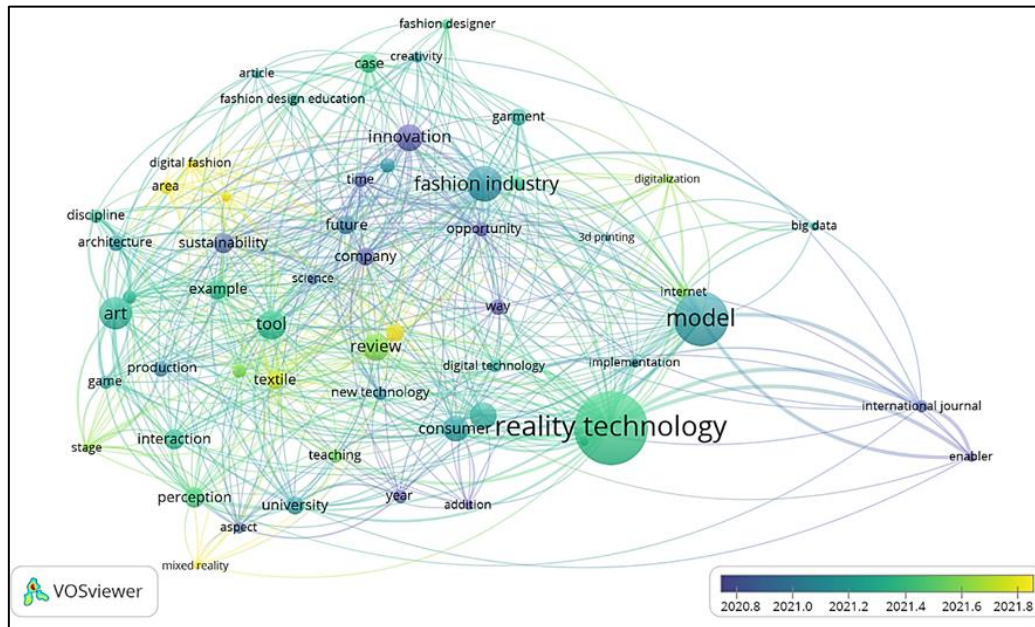 fashion designer
creativity
case
article
fashion design education
garment
innovation
digital fashion
time
fashion industry
digitalization
area
discipline
future
opportunity
big data
architecture
sustainability
3d printing
company
science
example
internet
way
art
tool
model
review
production
digital technology
implementation
game
textile
new technology
international journal
consumer
reality technology
interaction
stage
teaching
enabler
perception
year
university
addition
aspect
mixed reality
VOSviewer
2020.8 2021.0 2021.2 2021.4 2021.6 2021.8